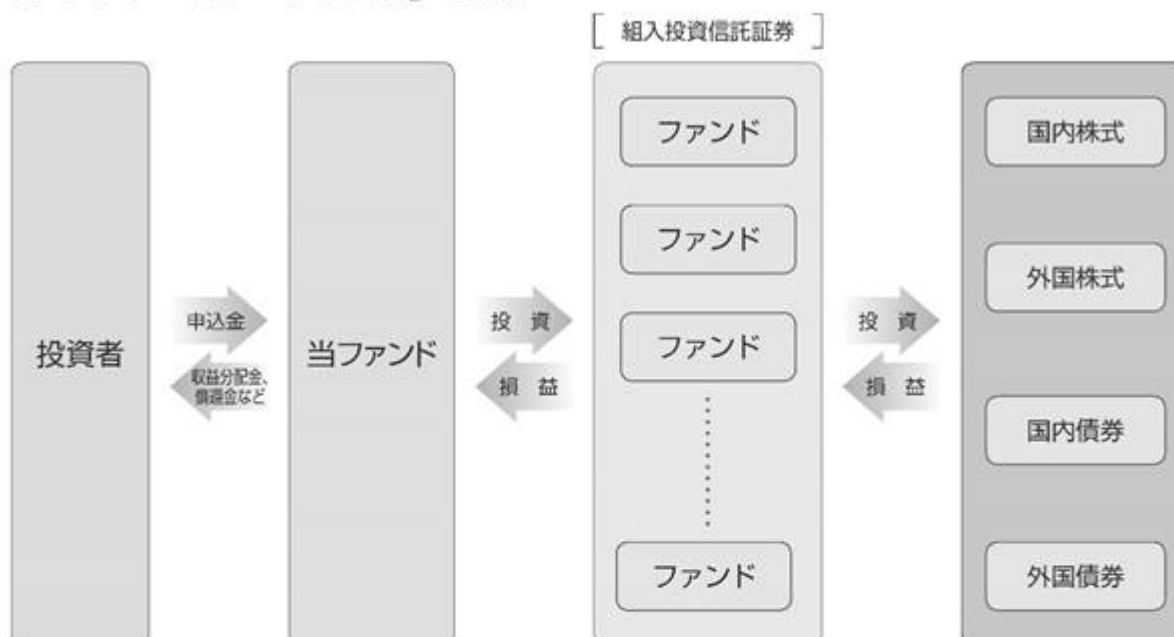 [ 組入投資信託証券 ]
投資者
申込金
収益分配金、
償還金など
当ファンド
投 資
損 益
ファンド
ファンド
ファンド
ファンド
投 資
損 益
国内株式
外国株式
国内債券
外国債券